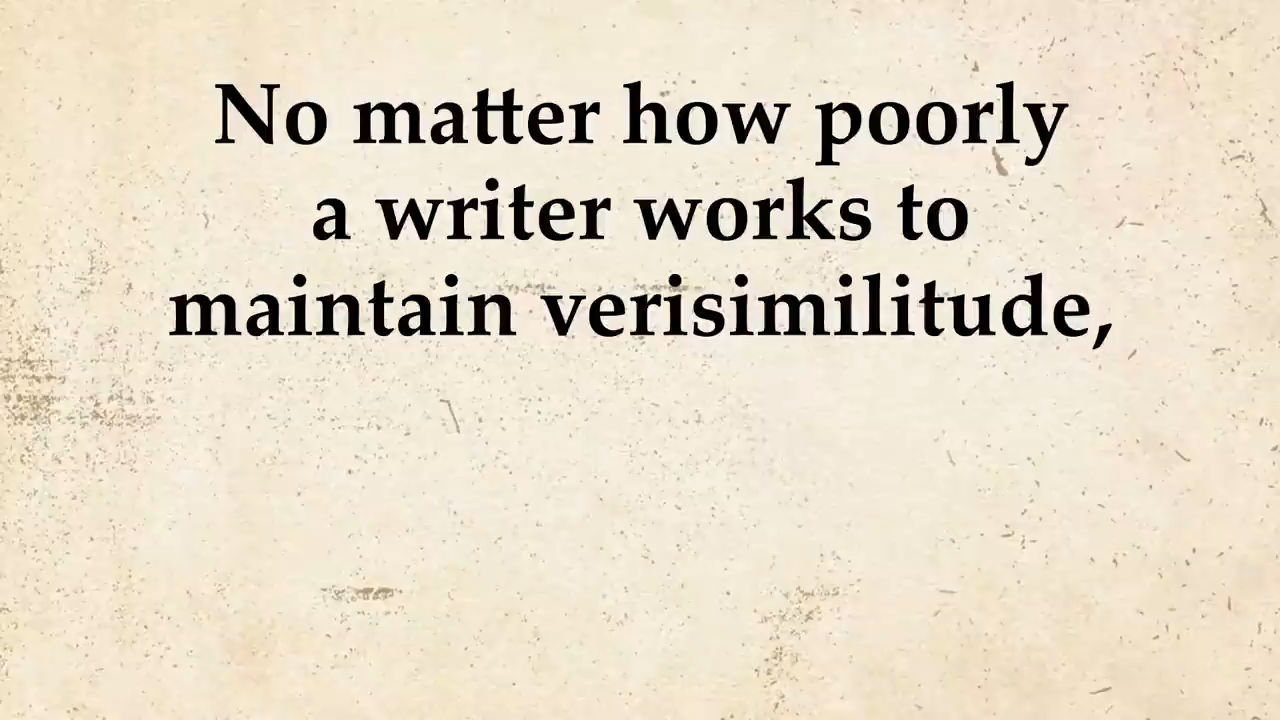 No matter how poorly
a writer works to
maintain verisimilitude,